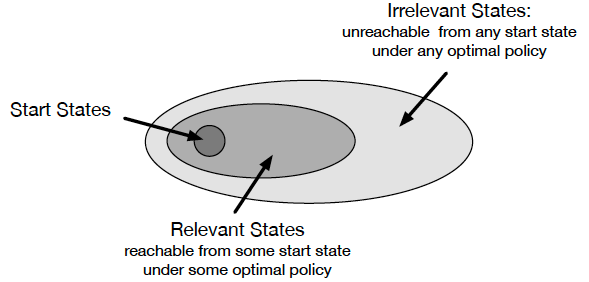 Irrelevant States:
unreachable from any start state
under any optimal policy
Start States
Relevant States
reachable from some start state
under some optimal policy